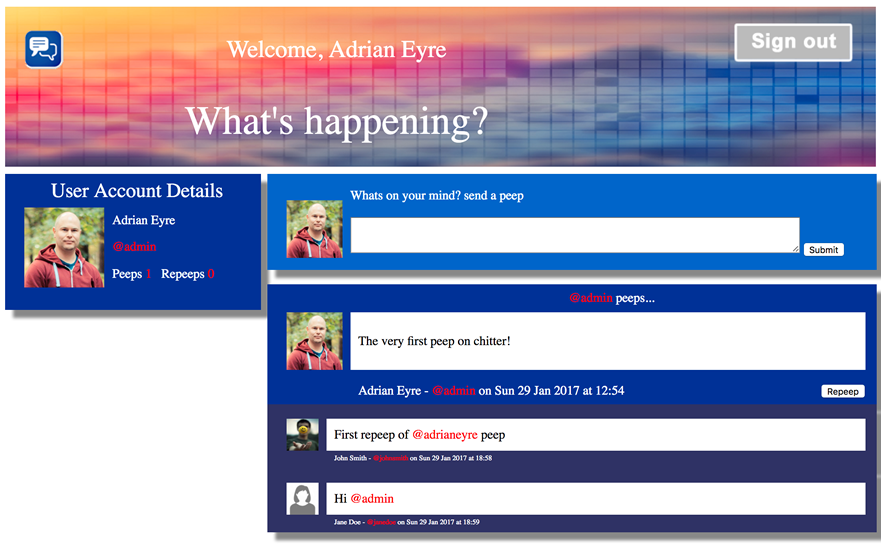 Welcome, Adrian Eyre
Sign out
What's happening?
User Account Details
Adrian Eyre
@admin
Peeps 1 Repeeps 0
Whats on your mind? send a peep
Submit
@admin peeps...
The very first peep on chitter!
Adrian Eyre - @admin on Sun 29 Jan 2017 at 12:54
Repeep
First repeep of @adrianeyre peep
John Smith - @johnsmith on Sun 29 Jan 2017 at 18:58
Hi @admin
Jane Doe - @janedoe on Sun 29 Jan 2017 at 18:59